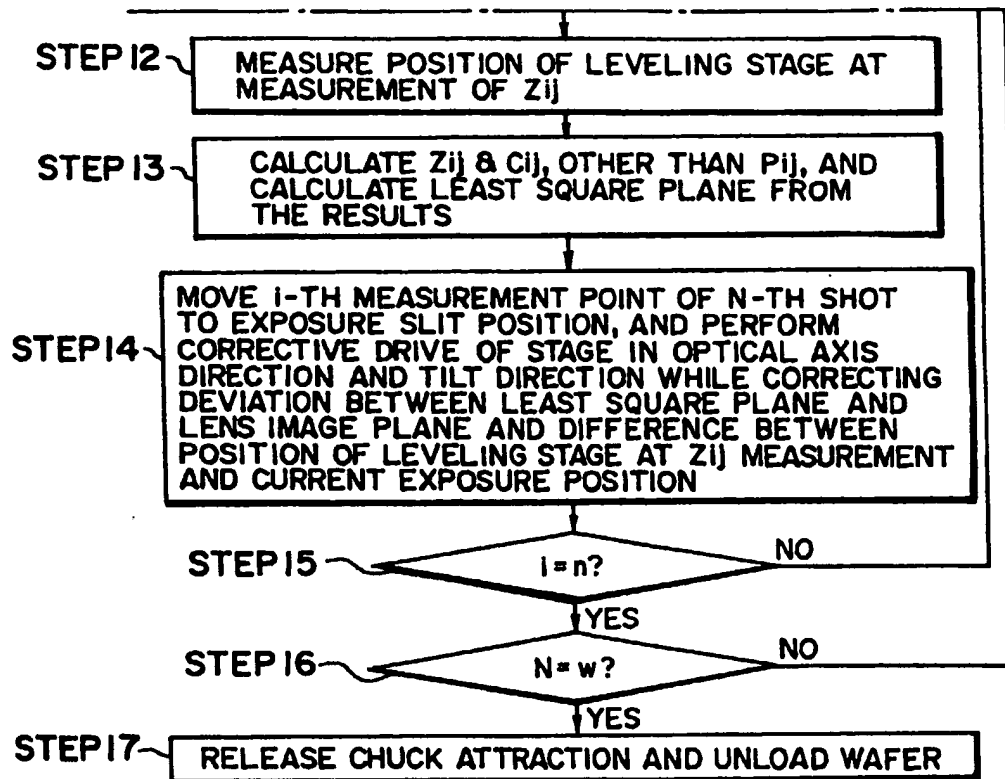 STEP 12
MEASURE POSITION OF LEVELING STAGE AT
MEASUREMENT OF Zij
STEP 13
CALCULATE Zij & Cij, OTHER THAN Pij, AND
CALCULATE LEAST SQUARE PLANE FROM
THE RESULTS
STEP 14
MOVE i-TH MEASUREMENT POINT OF N-TH SHOT
TO EXPOSURE SLIT POSITION, AND PERFORM
CORRECTIVE DRIVE OF STAGE IN OPTICAL AXIS
DIRECTION AND TILT DIRECTION WHILE CORRECTING
DEVIATION BETWEEN LEAST SQUARE PLANE AND
LENS IMAGE PLANE AND DIFFERENCE BETWEEN
POSITION OF LEVELING STAGE AT Zij MEASUREMENT
AND CURRENT EXPOSURE POSITION
STEP 15
i = n?
NO
YES
STEP 16
N = w?
NO
YES
STEP 17
RELEASE CHUCK ATTRACTION AND UNLOAD WAFER